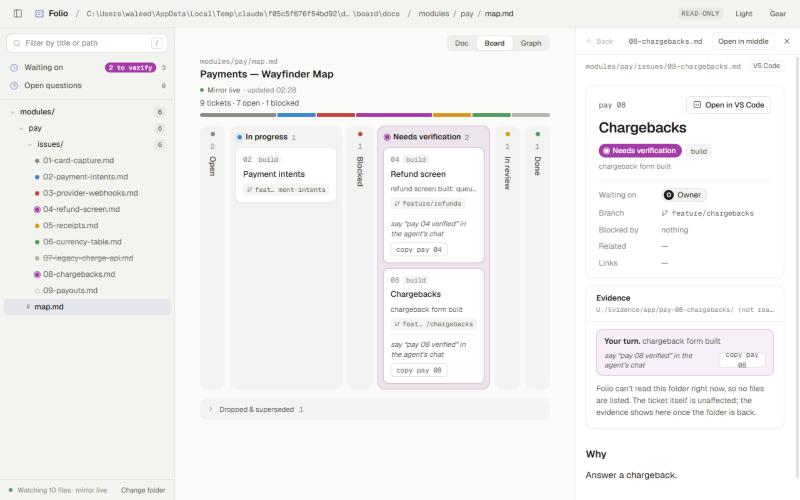 Folio / C:\Users\waleed\AppData\Local\Temp\claude\f05c5f676f54bd92\d… \board\docs / modules / pay / map.md READ-ONLY Light Gear
Filter by title or path /
Waiting on 2 to verify 3
Open questions 0
modules/ 6
pay 6
issues/ 6
01-card-capture.md
02-payment-intents.md
03-provider-webhooks.md
04-refund-screen.md
05-receipts.md
06-currency-table.md
07-legacy-charge-api.md
08-chargebacks.md
09-payouts.md
map.md
Watching 10 files · mirror live Change folder
Doc Board Graph
modules/pay/map.md
Payments — Wayfinder Map
Mirror live · updated 02:28
9 tickets · 7 open · 1 blocked
2 Open
In progress 1
02 build
Payment intents
feat… ment-intents
1 Blocked
Needs verification 2
04 build
Refund screen
refund screen built: queu…
feature/refunds
say “pay 04 verified” in
the agent's chat
copy pay 04
08 build
Chargebacks
chargeback form built
feat… /chargebacks
say “pay 08 verified” in
the agent's chat
copy pay 08
1 In review
1 Done
Dropped & superseded 1
← Back 08-chargebacks.md Open in middle ×
modules/pay/issues/08-chargebacks.md VS Code
pay 08 Open in VS Code
Chargebacks
Needs verification build
chargeback form built
Waiting on O Owner
Branch feature/chargebacks
Blocked by nothing
Related —
Links —
Evidence
U:/Evidence/app/pay-08-chargebacks/ (not rea…
Your turn. chargeback form built
say “pay 08 verified” in the
agent's chat
copy pay
08
Folio can't read this folder right now, so no files
are listed. The ticket itself is unaffected; the
evidence shows here once the folder is back.
Why
Answer a chargeback.